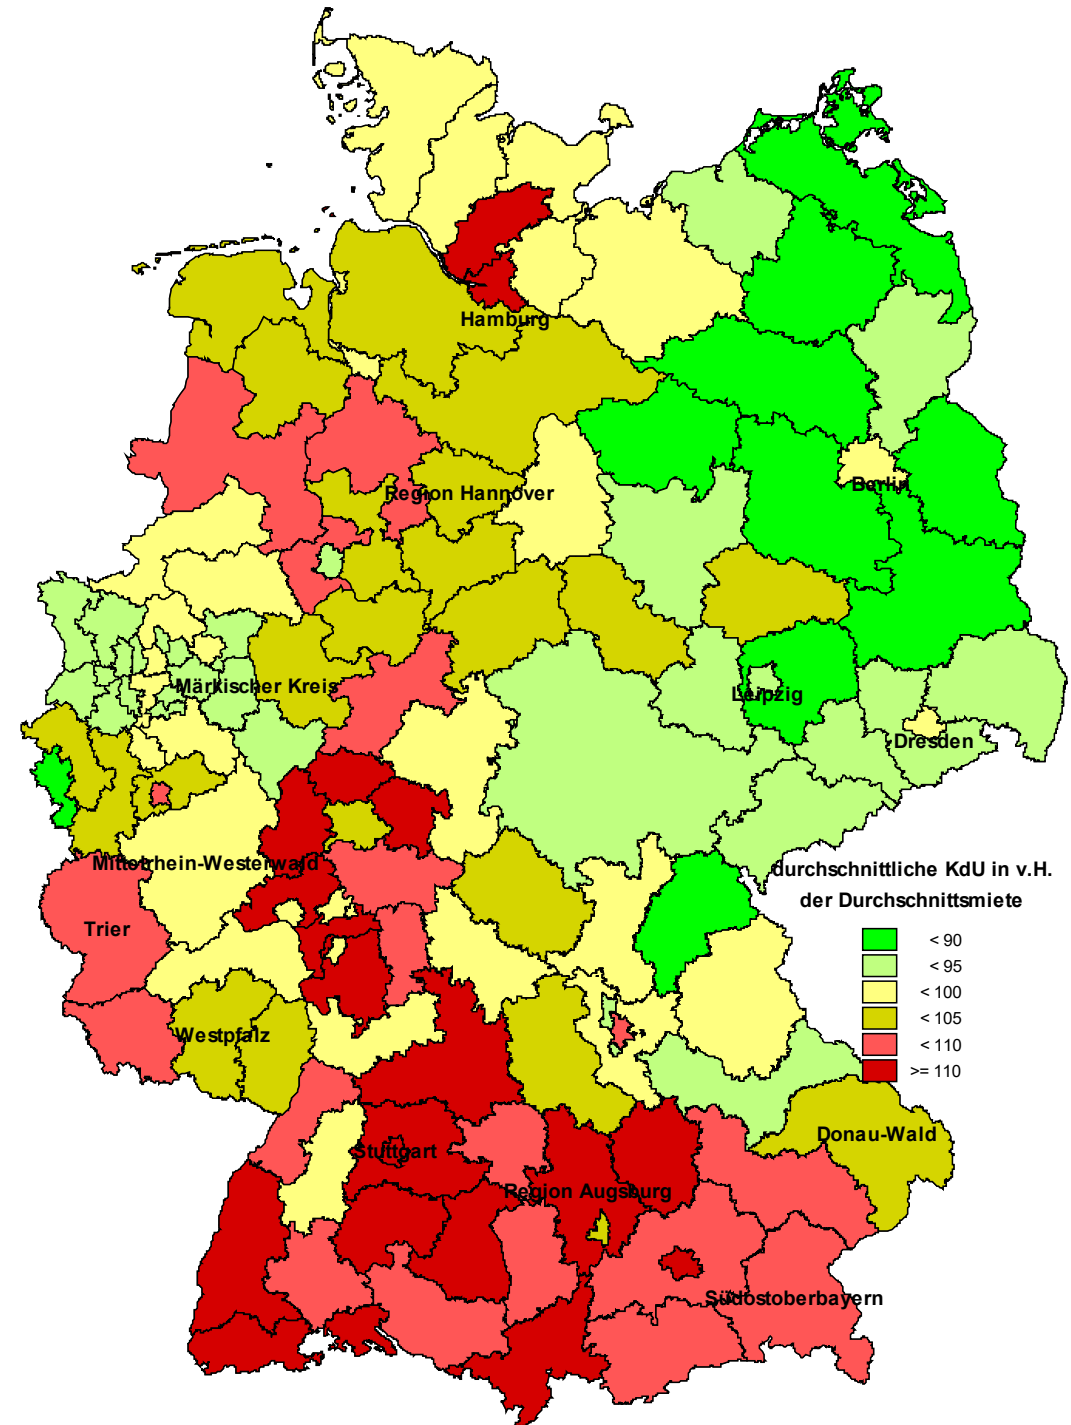 Hamburg
Region Hannover
Berlin
Märkischer Kreis
Leipzig
Dresden
Mittelrhein-Westerwald
durchschnittliche KdU in v.H.
der Durchschnittsmiete
Trier
< 90
< 95
< 100
< 105
< 110
>= 110
Westpfalz
Donau-Wald
Stuttgart
Region Augsburg
Südostoberbayern